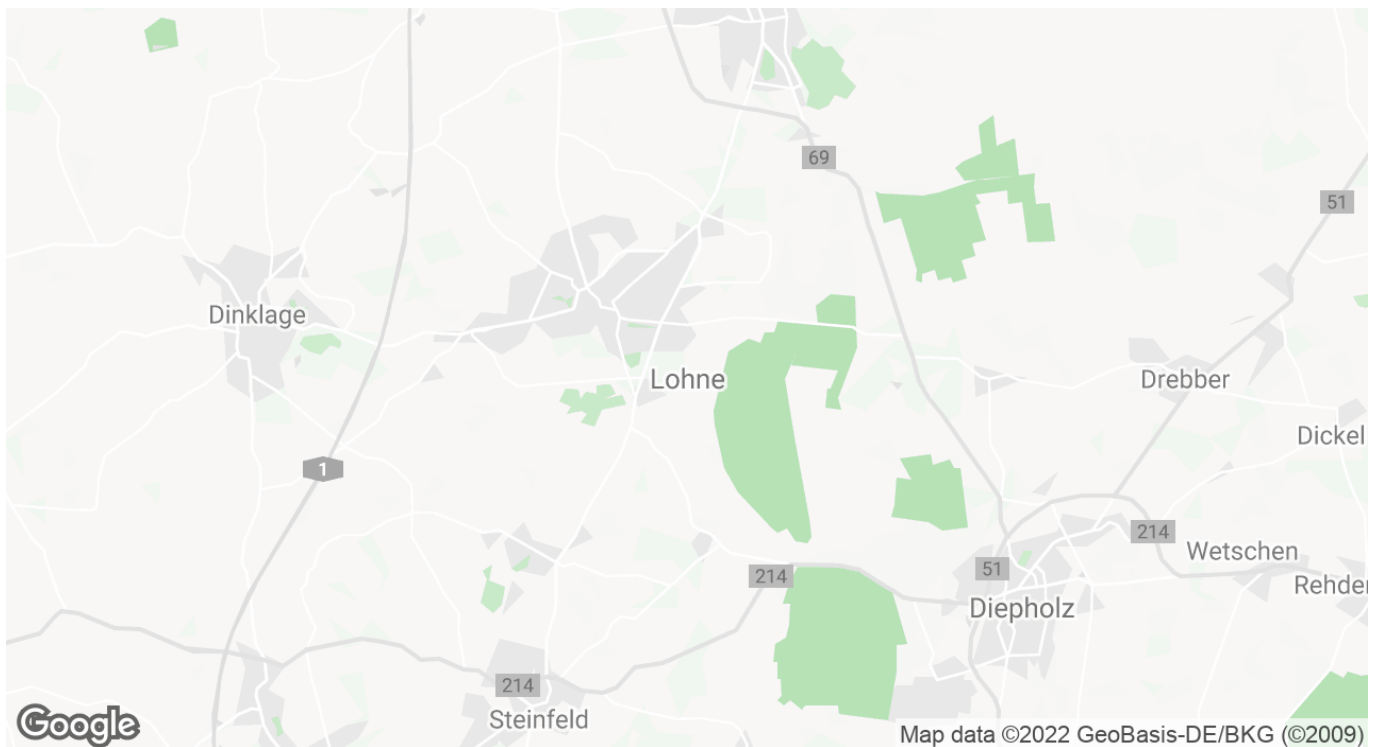 69
51
Dinklage
Lohne
Drebber
Dickel
1
214
Wetschen
51
214
Rehden
Diepholz
214
Steinfeld
Google
Map data ©2022 GeoBasis-DE/BKG (©2009)